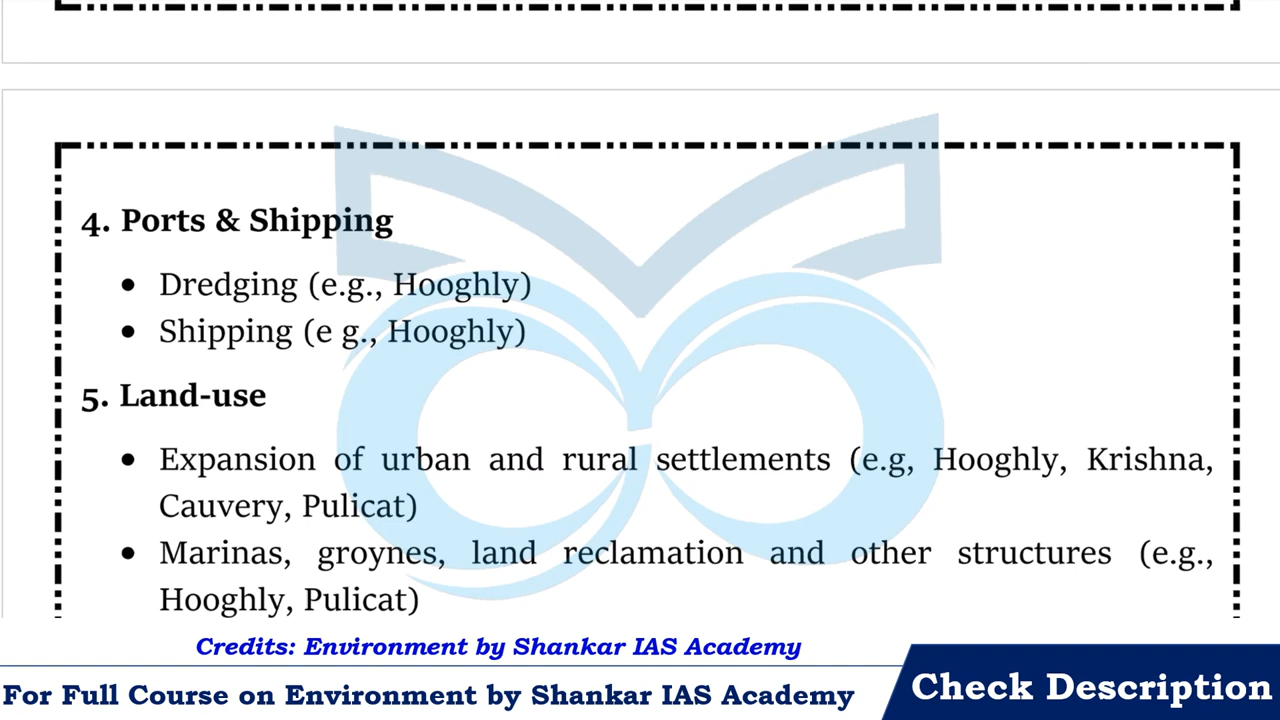 4. Ports & Shipping
• Dredging (e.g., Hooghly)
• Shipping (e g., Hooghly)
5. Land-use
• Expansion of urban and rural settlements (e.g, Hooghly, Krishna,
Cauvery, Pulicat)
• Marinas, groynes, land reclamation and other structures (e.g.,
Hooghly, Pulicat)
Credits: Environment by Shankar IAS Academy
For Full Course on Environment by Shankar IAS Academy
Check Description